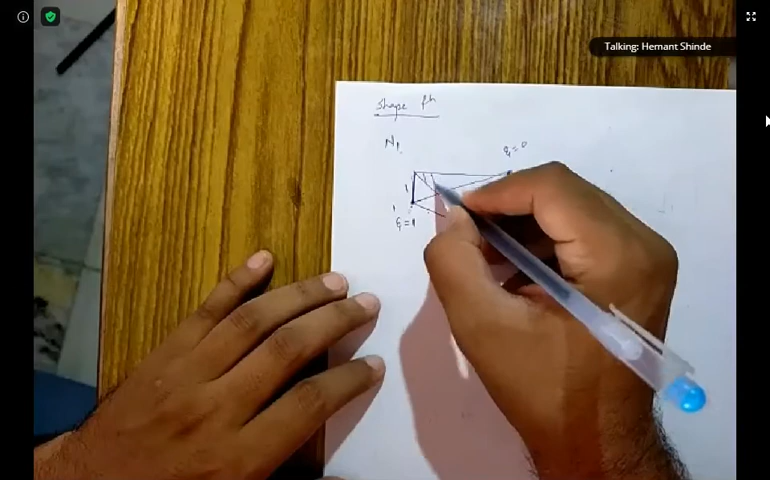 Talking: Hemant Shinde
Shape fn
N1
ξ = 0
1
1